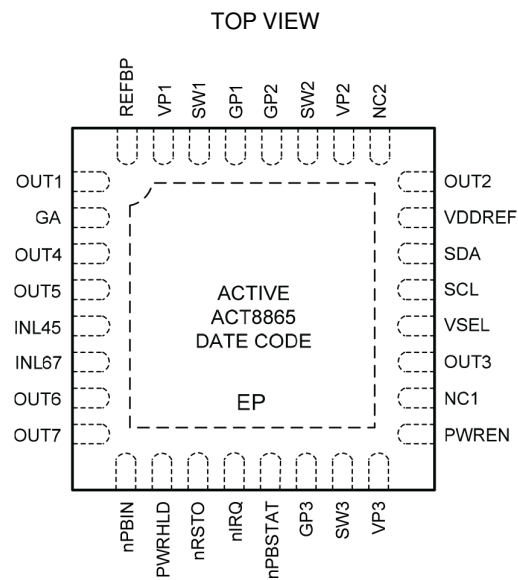 TOP VIEW
REFBP
VP1
SW1
GP1
GP2
SW2
VP2
NC2
OUT1
GA
OUT4
OUT5
INL45
INL67
OUT6
OUT7
OUT2
VDDREF
SDA
SCL
VSEL
OUT3
NC1
PWREN
ACTIVE
ACT8865
DATE CODE
EP
nPBIN
PWRHLD
nRSTO
nIRQ
nPBSTAT
GP3
SW3
VP3